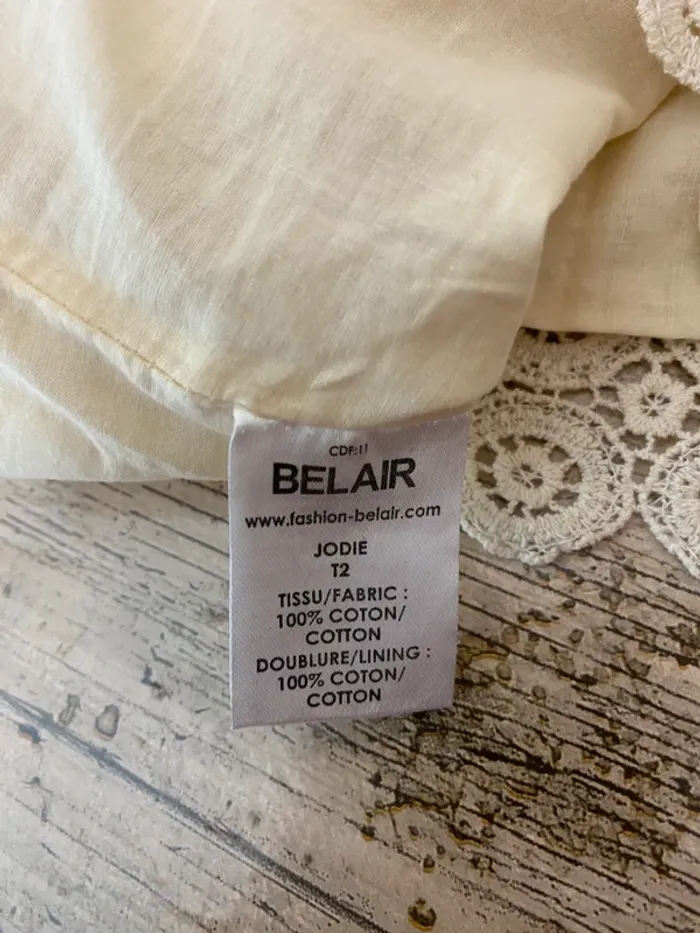 CDF:11
BELAIR
www.fashion-belair.com
JODIE
T2
TISSU/FABRIC :
100% COTON/
COTTON
DOUBLURE/LINING :
100% COTON/
COTTON